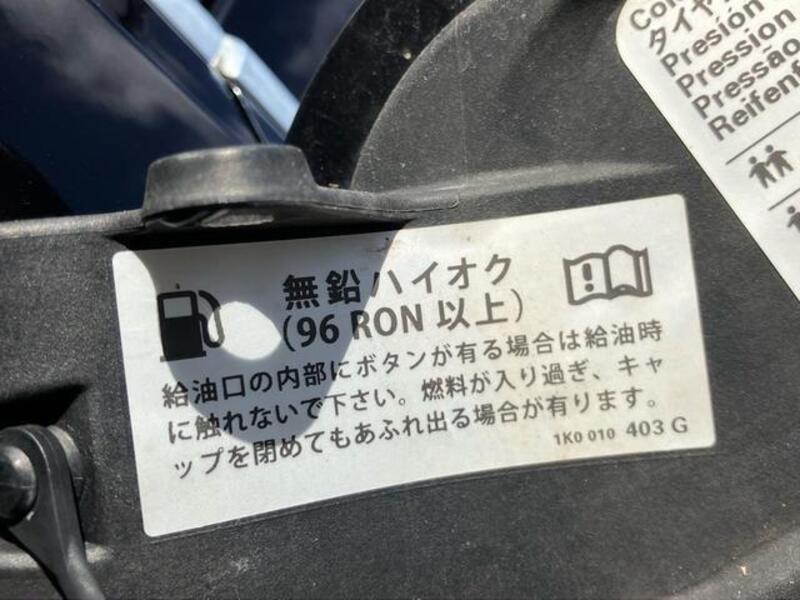 タイヤ
Presión
Pression
Pressão
Reifenf
無鉛ハイオク
(96 RON 以上)
給油口の内部にボタンが有る場合は給油時
に触れないで下さい。燃料が入り過ぎ、キャ
ップを閉めてもあふれ出る場合が有ります。
1K0 010 403 G